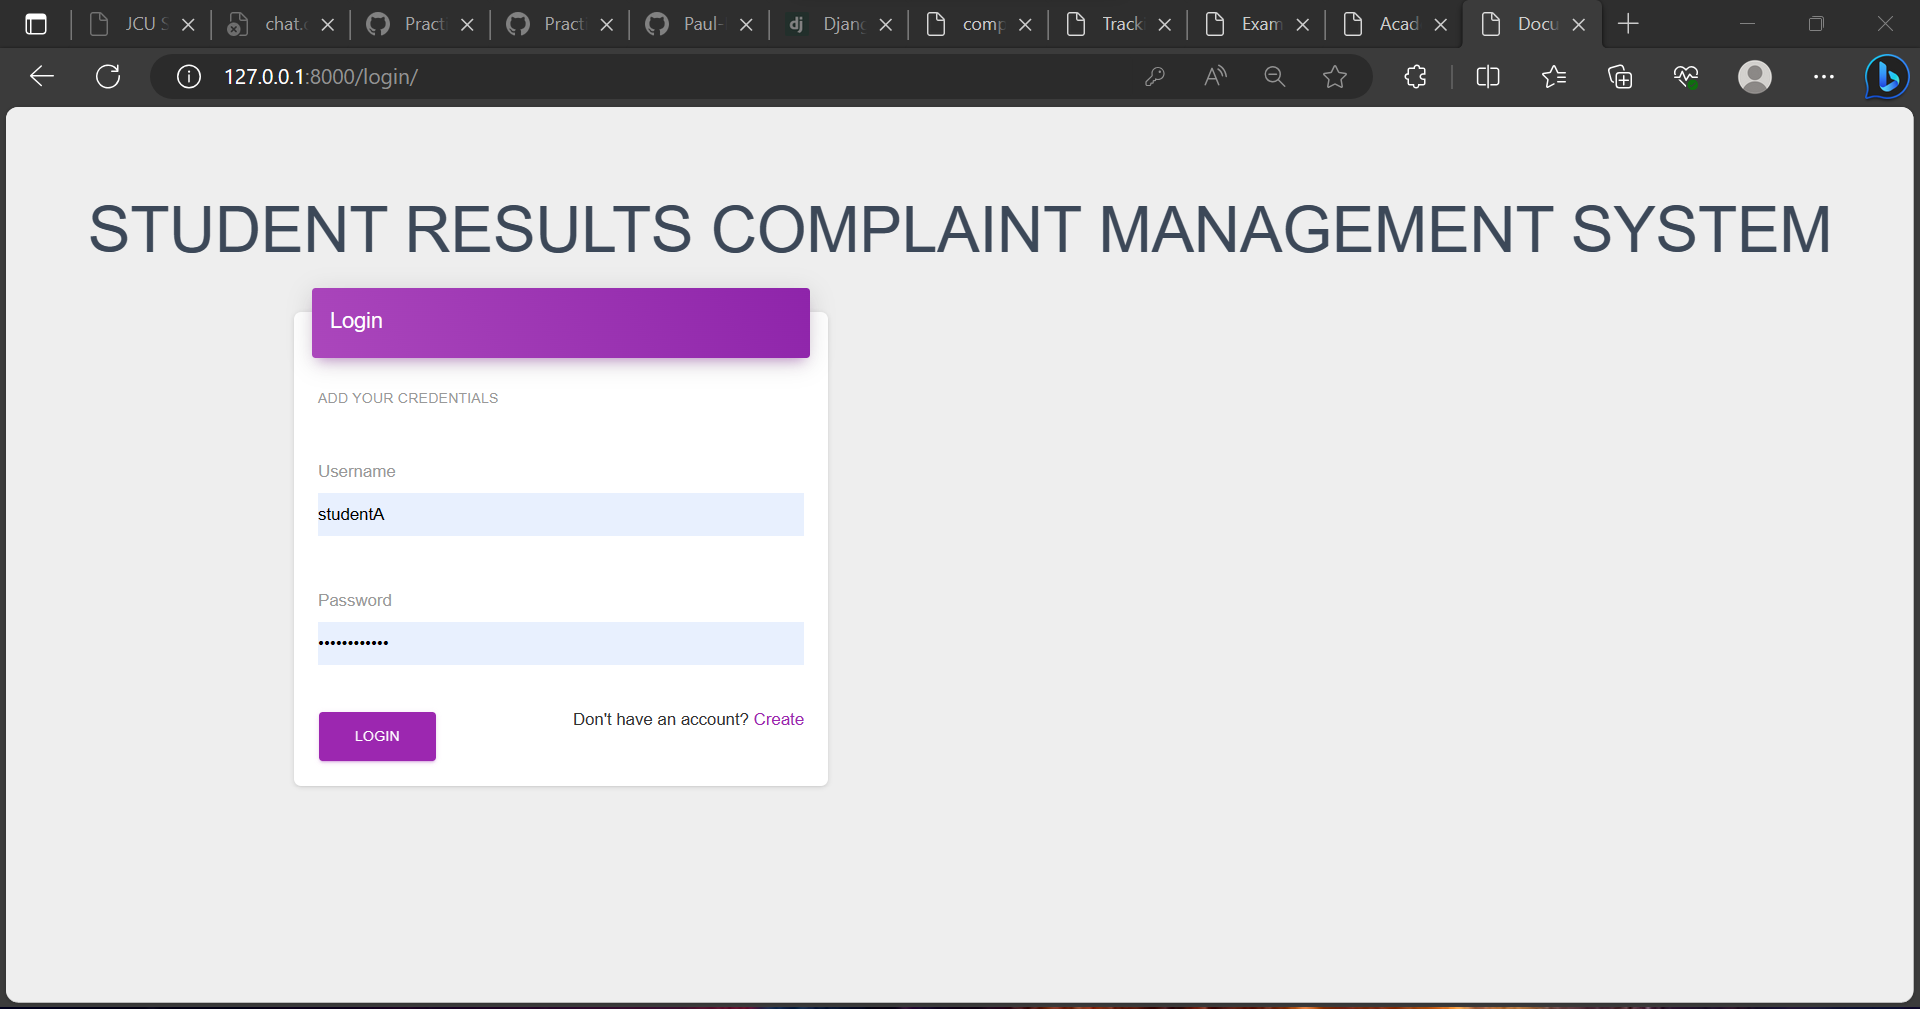 JCU S
chat.
Pract
Pract
Paul-
dj Djang
comp
Track
Exam
Acad
Docu
127.0.0.1:8000/login/
STUDENT RESULTS COMPLAINT MANAGEMENT SYSTEM
Login
ADD YOUR CREDENTIALS
Username
studentA
Password
••••••••••••
LOGIN
Don't have an account? Create